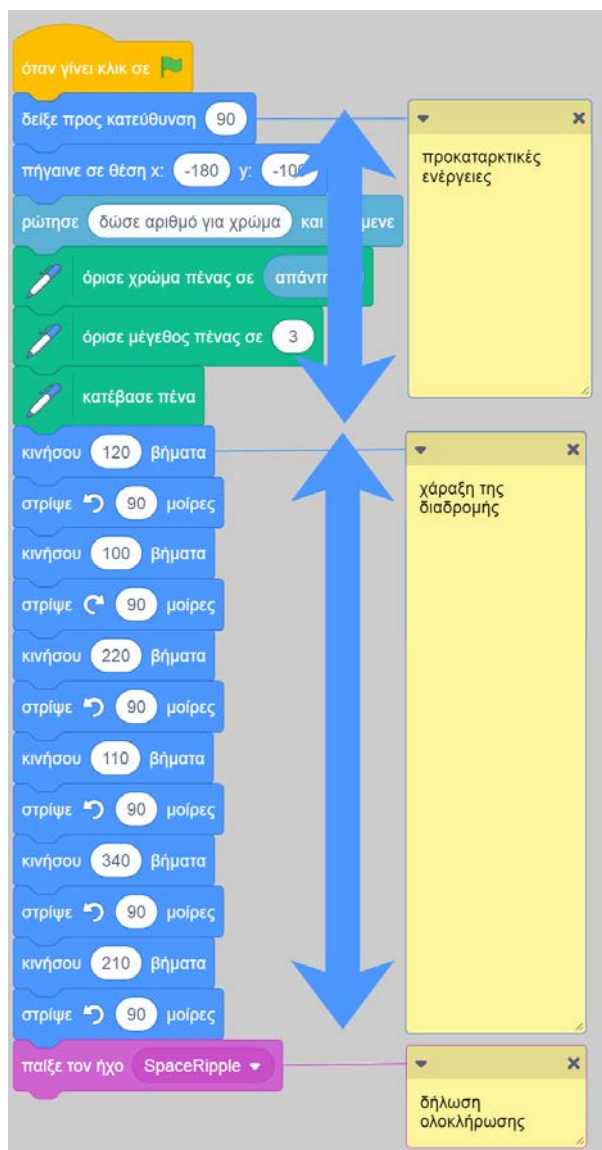 όταν γίνει κλικ σε
δείξε προς κατεύθυνση 90
προκαταρκτικές
ενέργειες
πήγαινε σε θέση x: -180 y:
ρώτησε δώσε αριθμό για χρώμα και
όρισε χρώμα πένας σε
όρισε μέγεθος πένας σε 3
κατέβασε πένα
κινήσου 120 βήματα
χάραξη της
διαδρομής
στρίψε 90 μοίρες
κινήσου 100 βήματα
στρίψε 90 μοίρες
κινήσου 220 βήματα
στρίψε 90 μοίρες
κινήσου 110 βήματα
στρίψε 90 μοίρες
κινήσου 340 βήματα
στρίψε 90 μοίρες
κινήσου 210 βήματα
στρίψε 90 μοίρες
παίξε τον ήχο SpaceRipple
δήλωση
ολοκλήρωσης